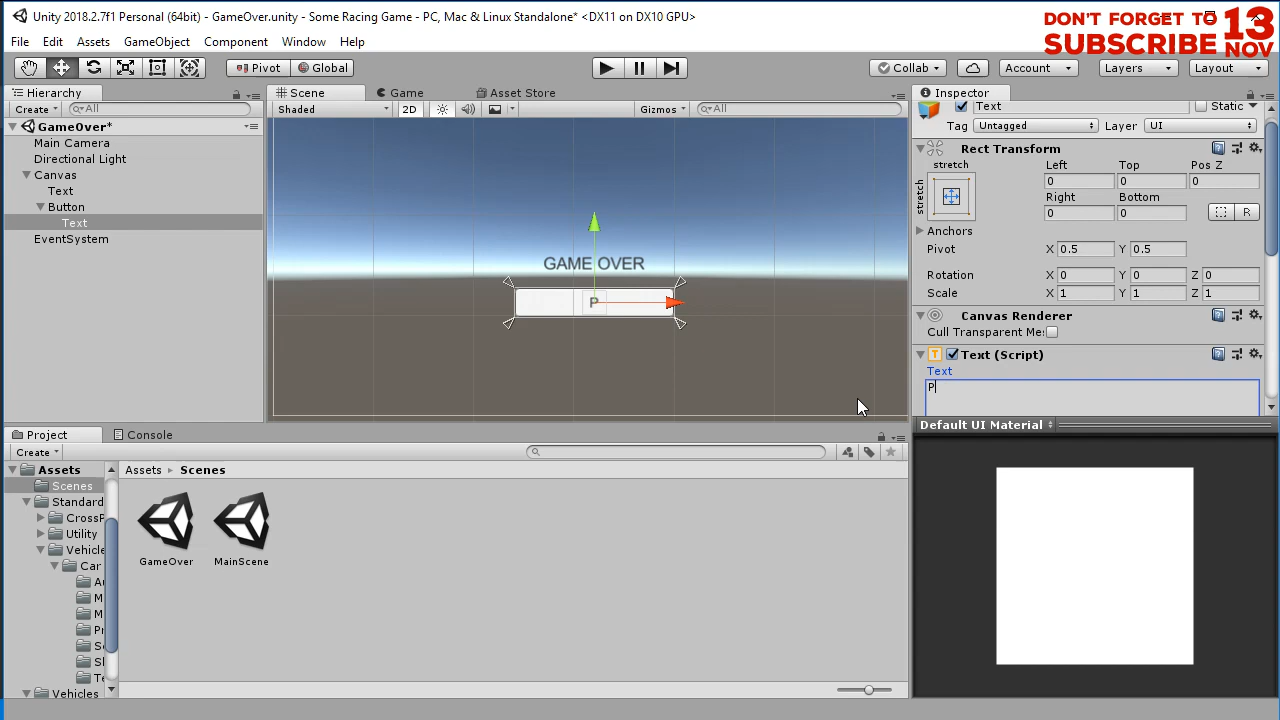 Unity 2018.2.7f1 Personal (64bit) - GameOver.unity - Some Racing Game - PC, Mac & Linux Standalone* <DX11 on DX10 GPU>
DON'T FORGET TO
SUBSCRIBE
13
NOV
File Edit Assets GameObject Component Window Help
Pivot Global Collab Account Layers Layout
Hierarchy
Create All
GameOver*
Main Camera
Directional Light
Canvas
Text
Button
Text
EventSystem
Scene Game Asset Store
Shaded 2D Gizmos All
GAME OVER
P
Inspector
Text Static
Tag Untagged Layer UI
Rect Transform
stretch Left Top Pos Z
stretch
0 0 0
Right Bottom
0 0 R
Anchors
Pivot X 0.5 Y 0.5
Rotation X 0 Y 0 Z 0
Scale X 1 Y 1 Z 1
Canvas Renderer
Cull Transparent Me
Text (Script)
Text
P
Default UI Material
Project Console
Create
Assets
Scenes
Standard
CrossP
Utility
Vehicle
Car
A
M
M
Pr
Sc
Sl
Te
Vehicles
Assets Scenes
GameOver MainScene